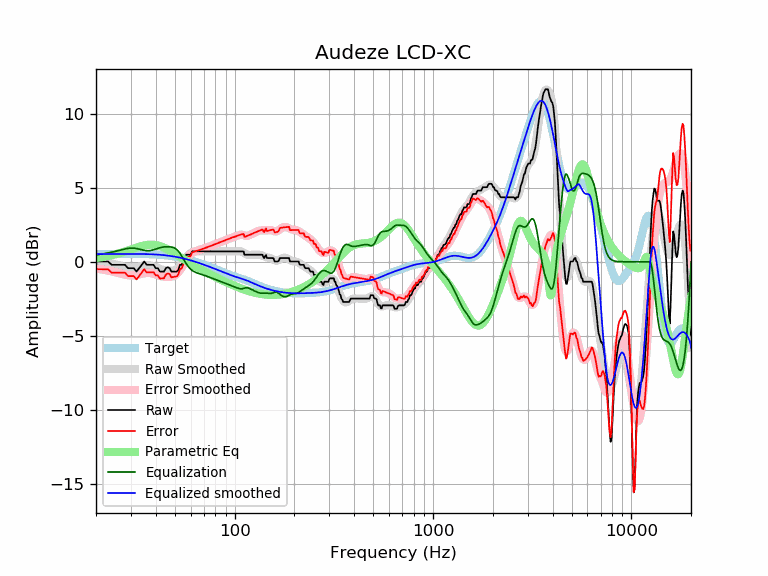 Audeze LCD-XC
Amplitude (dBr)
10
5
0
−5
−10
−15
Target
Raw Smoothed
Error Smoothed
Raw
Error
Parametric Eq
Equalization
Equalized smoothed
100
1000
10000
Frequency (Hz)